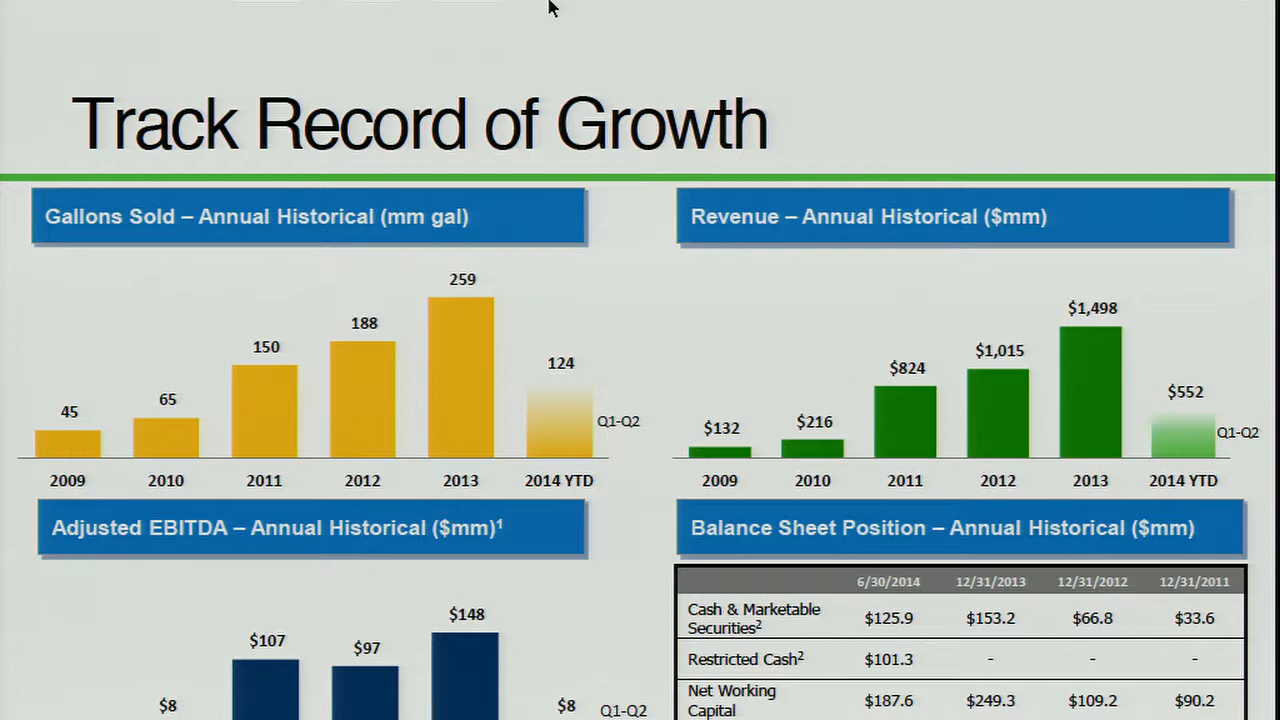 Track Record of Growth
Gallons Sold – Annual Historical (mm gal)
45
65
150
188
259
124
Q1-Q2
2009
2010
2011
2012
2013
2014 YTD
Revenue – Annual Historical ($mm)
$132
$216
$824
$1,015
$1,498
$552
Q1-Q2
2009
2010
2011
2012
2013
2014 YTD
Adjusted EBITDA – Annual Historical ($mm)¹
$8
$107
$97
$148
$8
Q1-Q2
Balance Sheet Position – Annual Historical ($mm)
6/30/2014 12/31/2013 12/31/2012 12/31/2011
Cash & Marketable
Securities² $125.9 $153.2 $66.8 $33.6
Restricted Cash² $101.3 - - -
Net Working
Capital $187.6 $249.3 $109.2 $90.2